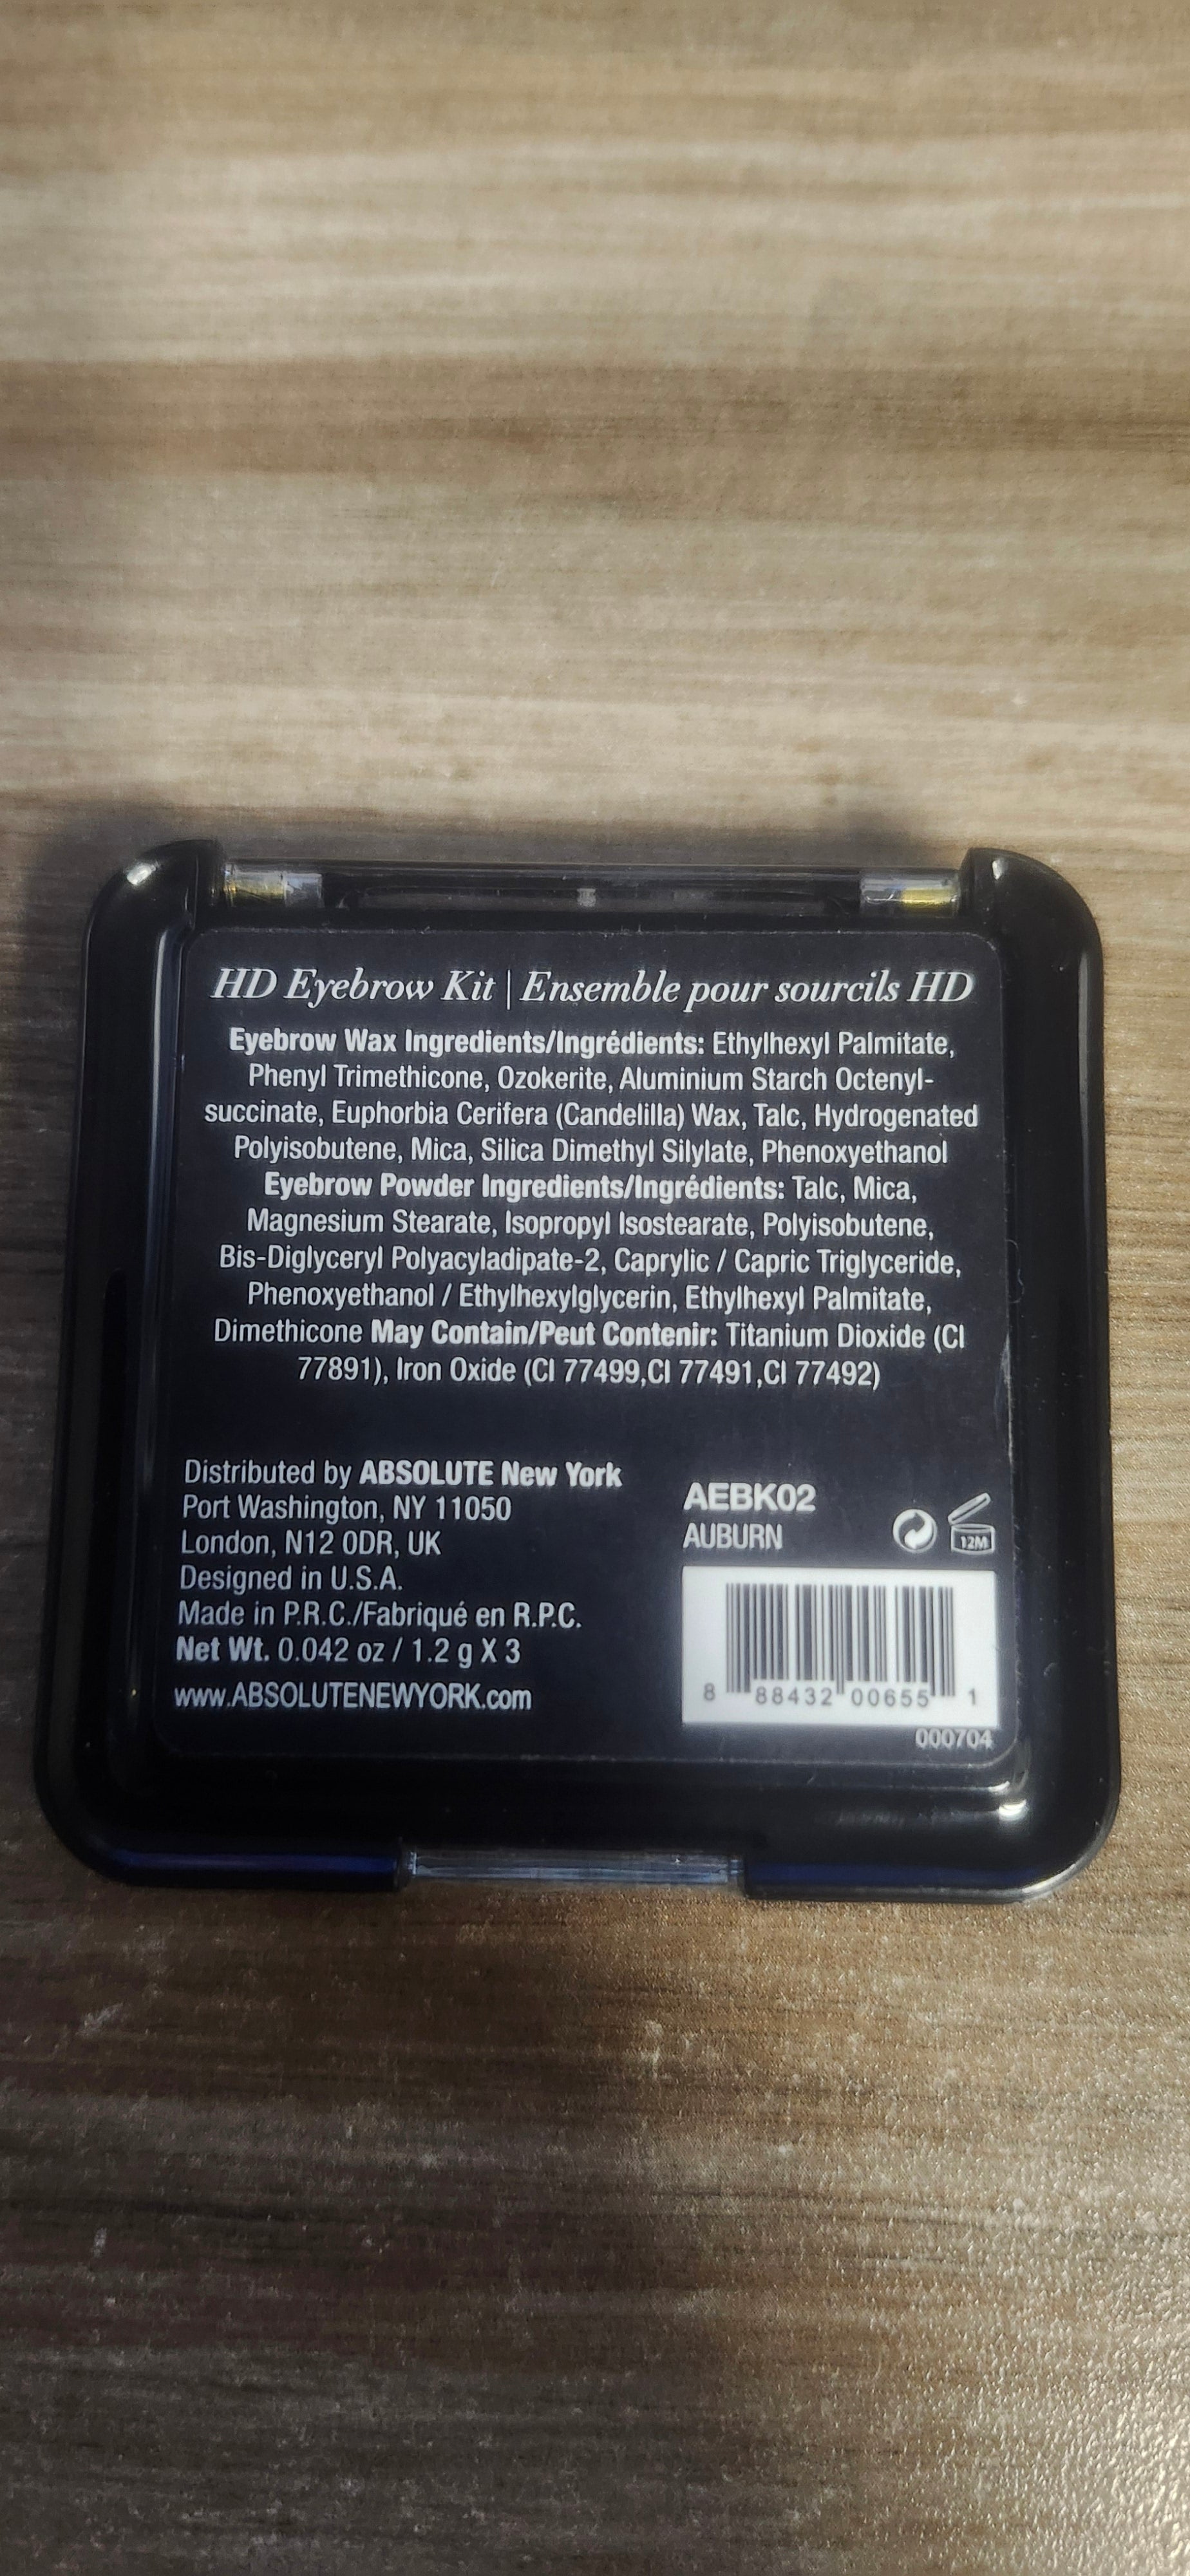 HD Eyebrow Kit | Ensemble pour sourcils HD
Eyebrow Wax Ingredients/Ingrédients: Ethylhexyl Palmitate,
Phenyl Trimethicone, Ozokerite, Aluminium Starch Octenyl-
succinate, Euphorbia Cerifera (Candelilla) Wax, Talc, Hydrogenated
Polyisobutene, Mica, Silica Dimethyl Silylate, Phenoxyethanol
Eyebrow Powder Ingredients/Ingrédients: Talc, Mica,
Magnesium Stearate, Isopropyl Isostearate, Polyisobutene,
Bis-Diglyceryl Polyacyladipate-2, Caprylic / Capric Triglyceride,
Phenoxyethanol / Ethylhexylglycerin, Ethylhexyl Palmitate,
Dimethicone May Contain/Peut Contenir: Titanium Dioxide (CI
77891), Iron Oxide (CI 77499,CI 77491,CI 77492)
Distributed by ABSOLUTE New York
Port Washington, NY 11050
London, N12 0DR, UK
Designed in U.S.A.
Made in P.R.C./Fabriqué en R.P.C.
Net Wt. 0.042 oz / 1.2 g X 3
www.ABSOLUTENEWYORK.com
AEBK02
AUBURN
12M
8 88432 00655 1
000704